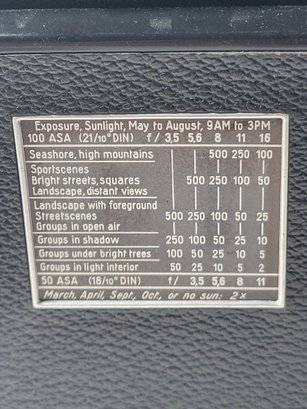 Exposure, Sunlight, May to August, 9AM to 3PM
100 ASA (21/10° DIN) f/ 3,5 5,6 8 11 16
Seashore, high mountains 500 250 100
Sportscenes
Bright streets, squares 500 250 100 50
Landscape, distant views
Landscape with foreground
Streetscenes 500 250 100 50 25
Groups in open air
Groups in shadow 250 100 50 25 10
Groups under bright trees 100 50 25 10 5
Groups in light interior 50 25 10 5 2
50 ASA (18/10° DIN) f/ 3,5 5,6 8 11
March, April, Sept., Oct., or no sun: 2x